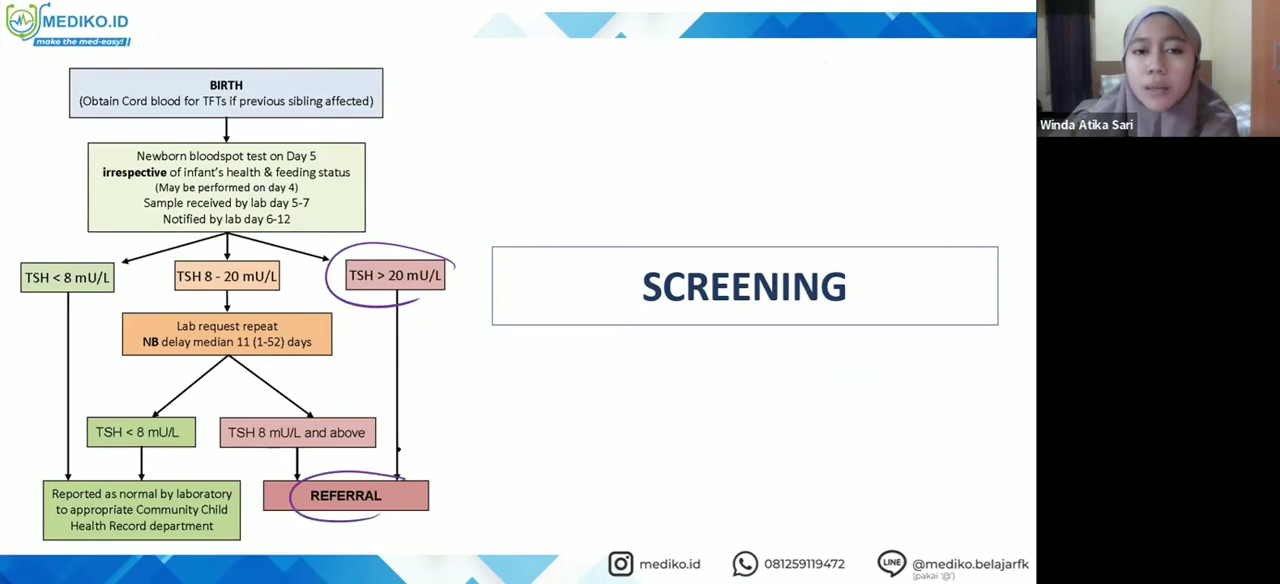 MEDIKO.ID
make the med-easy!
BIRTH
(Obtain Cord blood for TFTs if previous sibling affected)
Newborn bloodspot test on Day 5
irrespective of infant's health & feeding status
(May be performed on day 4)
Sample received by lab day 5-7
Notified by lab day 6-12
TSH < 8 mU/L
TSH 8 - 20 mU/L
TSH > 20 mU/L
Lab request repeat
NB delay median 11 (1-52) days
TSH < 8 mU/L
TSH 8 mU/L and above
Reported as normal by laboratory
to appropriate Community Child
Health Record department
REFERRAL
SCREENING
Winda Atika Sari
mediko.id
081259119472
LINE
@mediko.belajarfk
[pakai '@']